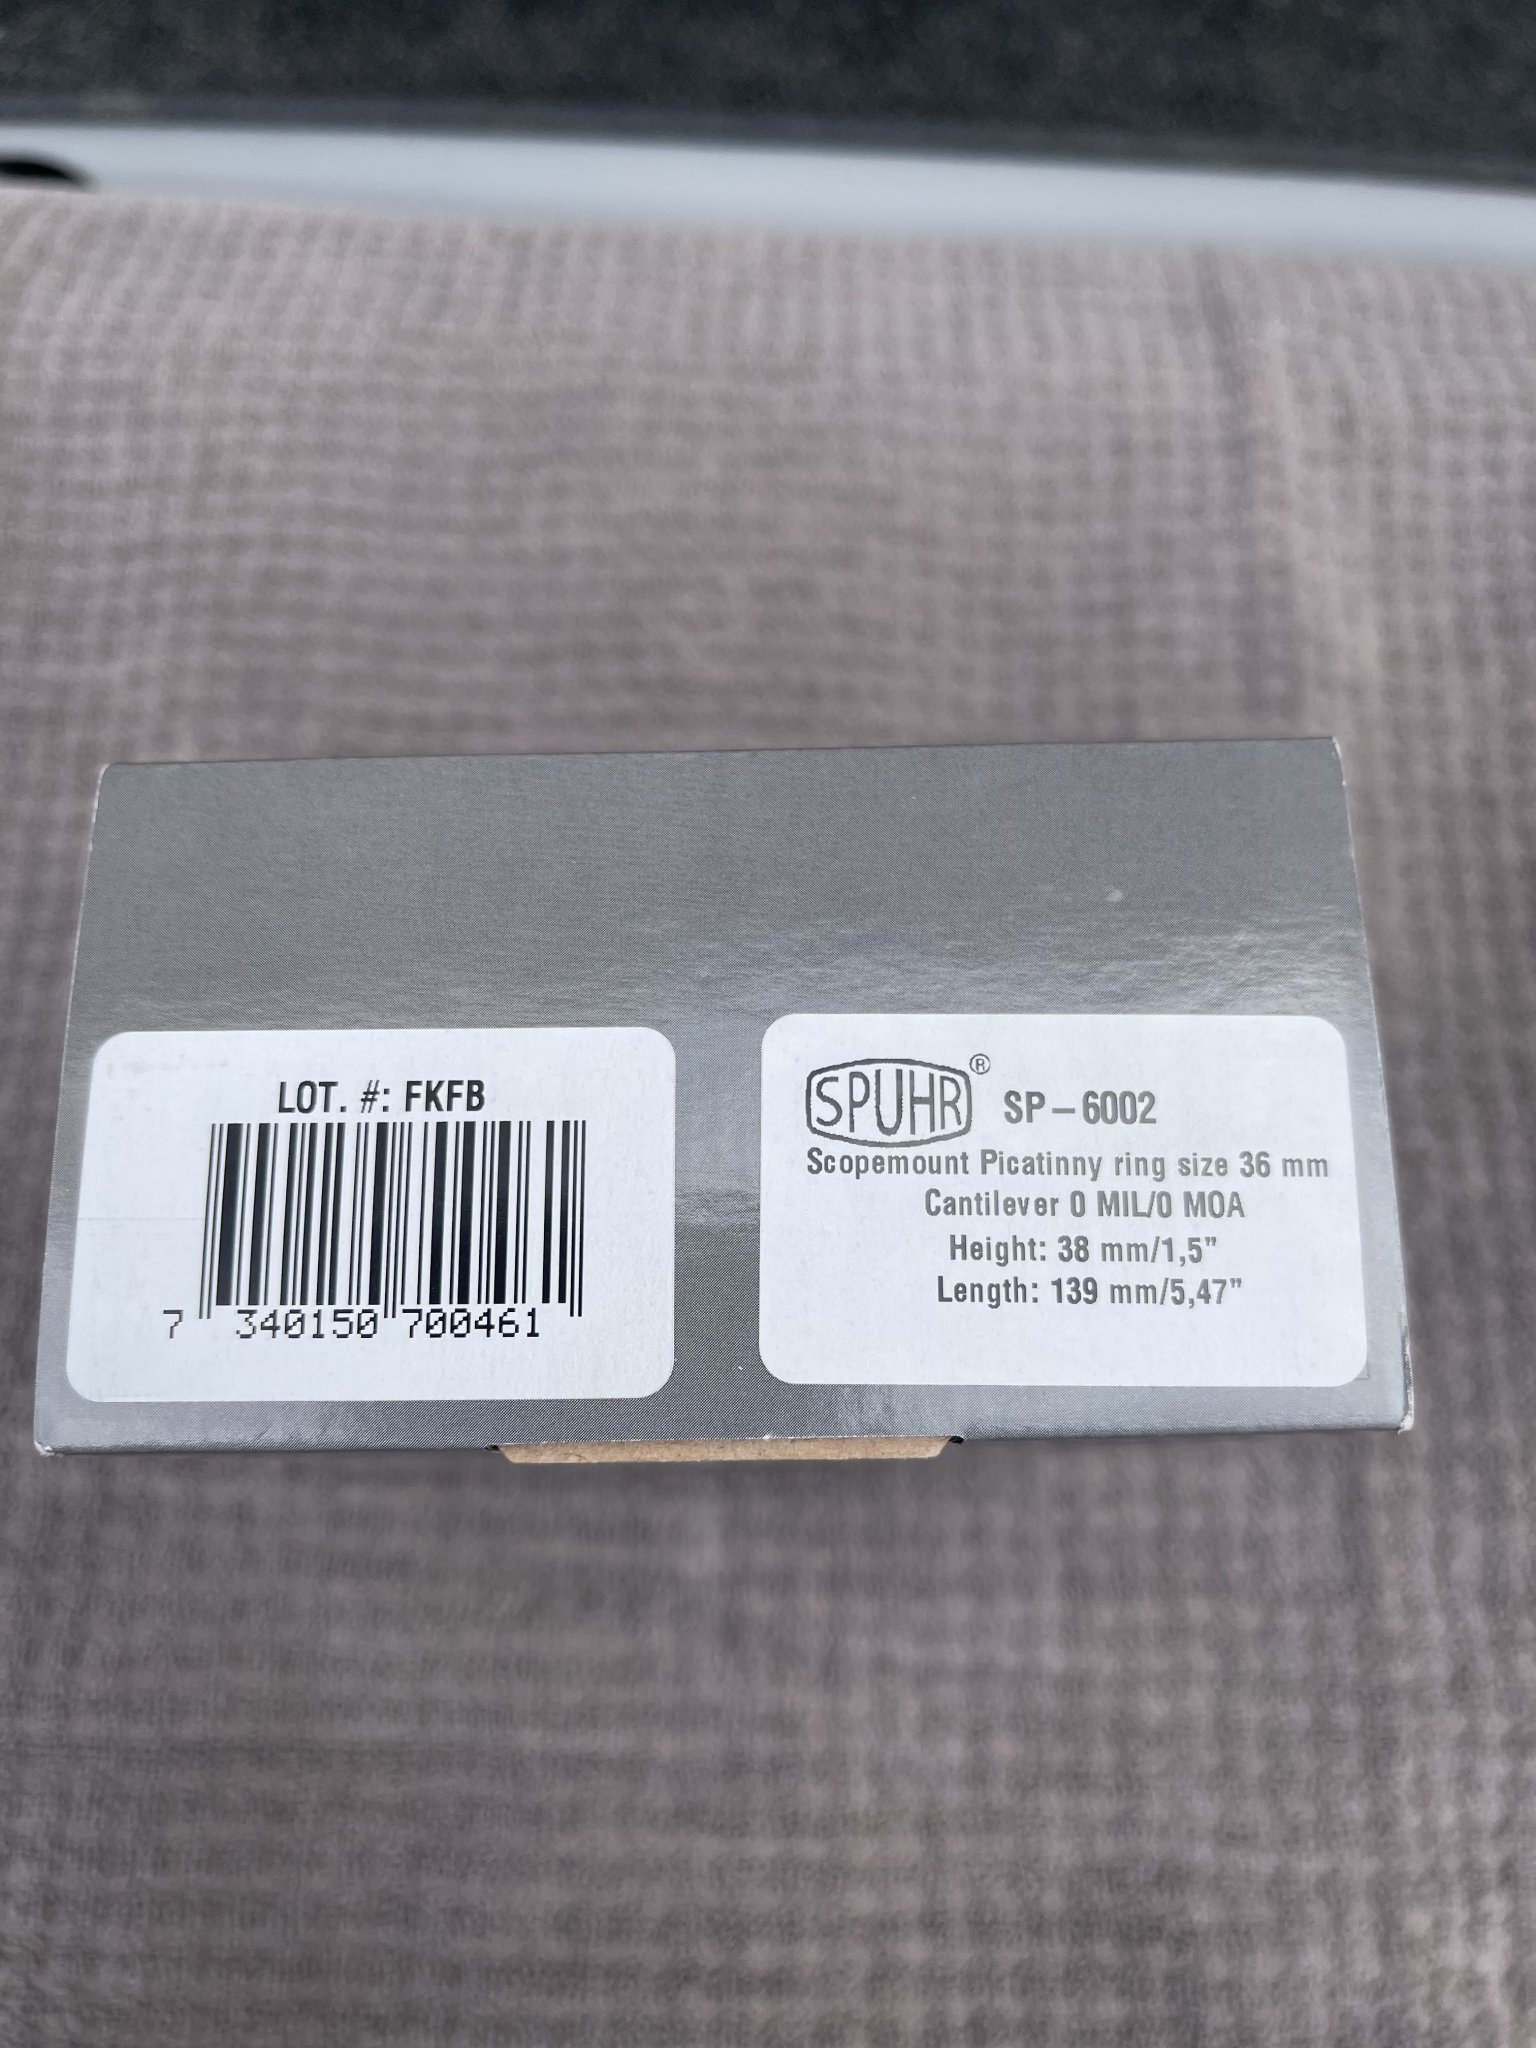 LOT. #: FKFB
7 340150 700461
SPUHR® SP-6002
Scopemount Picatinny ring size 36 mm
Cantilever 0 MIL/0 MOA
Height: 38 mm/1,5"
Length: 139 mm/5,47"